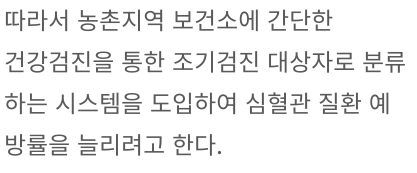 따라서 농촌지역 보건소에 간단한
건강검진을 통한 조기검진 대상자로 분류
하는 시스템을 도입하여 심혈관 질환 예
방률을 늘리려고 한다.